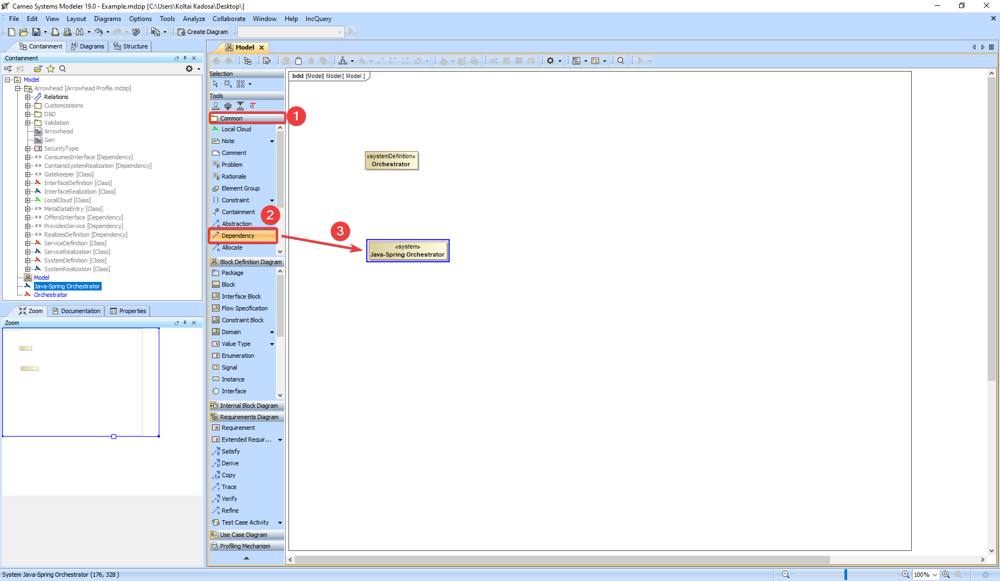 Cameo Systems Modeler 19.0 - Example.mdzip [C:\Users\Koltai Kadosa\Desktop\]
File Edit View Layout Diagrams Options Tools Analyze Collaborate Window Help IncQuery
Create Diagram
Containment Diagrams Structure
Containment
Model
Arrowhead [Arrowhead Profile.mdzip]
Relations
Customizations
D&D
Validation
Arrowhead
Gen
SecurityType
ConsumesInterface [Dependency]
ContainsSystemRealization [Dependency]
Gatekeeper [Class]
InterfaceDefinition [Class]
InterfaceRealization [Class]
LocalCloud [Class]
MetaDataEntry [Class]
OffersInterface [Dependency]
ProvidesService [Dependency]
RealizesDefinition [Dependency]
ServiceDefinition [Class]
ServiceRealization [Class]
SystemDefinition [Class]
SystemRealization [Class]
Model
Java-Spring Orchestrator
Orchestrator
Zoom Documentation Properties
Zoom
Model
Selection
Tools
Common
1
Local Cloud
Note
Comment
Problem
Rationale
Element Group
Constraint
Containment
2
Abstraction
Dependency
3
Allocate
Block Definition Diagram
Package
Block
Interface Block
Flow Specification
Constraint Block
Domain
Value Type
Enumeration
Signal
Instance
Interface
Internal Block Diagram
Requirements Diagram
Requirement
Extended Requir...
Satisfy
Derive
Copy
Trace
Verify
Refine
Test Case Activity
Use Case Diagram
Profiling Mechanism
bdd [Model] Model[ Model ]
«systemDefinition»
Orchestrator
«system»
Java-Spring Orchestrator
System Java-Spring Orchestrator (176, 328 )
100%